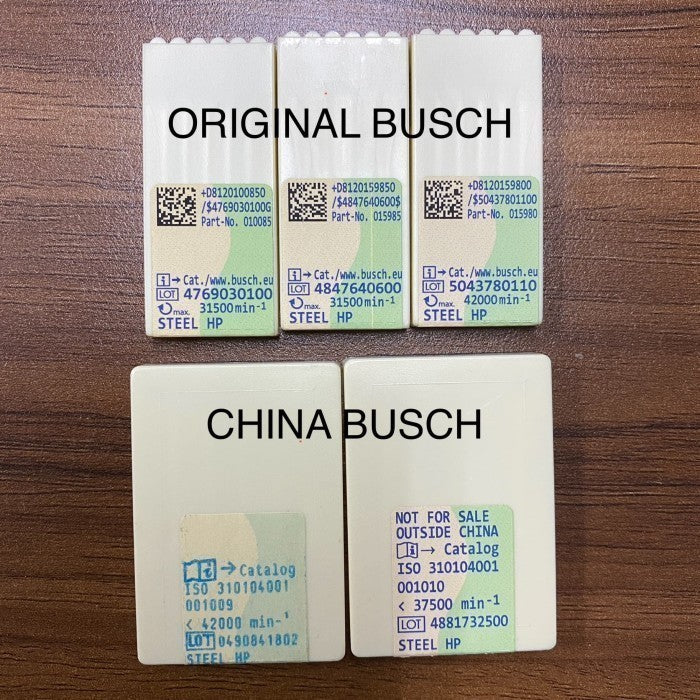 ORIGINAL BUSCH
+D8120100850
/$4769030100G
Part-No. 010085
i → Cat./www.busch.eu
LOT 4769030100
max. 31500 min-1
STEEL HP
+D8120159850
/$4847640600$
Part-No. 015985
i → Cat./www.busch.eu
LOT 4847640600
max. 31500 min-1
STEEL HP
+D8120159800
/$50437801100
Part-No. 015980
i → Cat./www.busch.eu
LOT 5043780110
max. 42000 min-1
STEEL HP
CHINA BUSCH
i → Catalog
ISO 310104001
001009
< 42000 min-1
LOT 0490841802
STEEL HP
NOT FOR SALE
OUTSIDE CHINA
i → Catalog
ISO 310104001
001010
< 37500 min-1
LOT 4881732500
STEEL HP